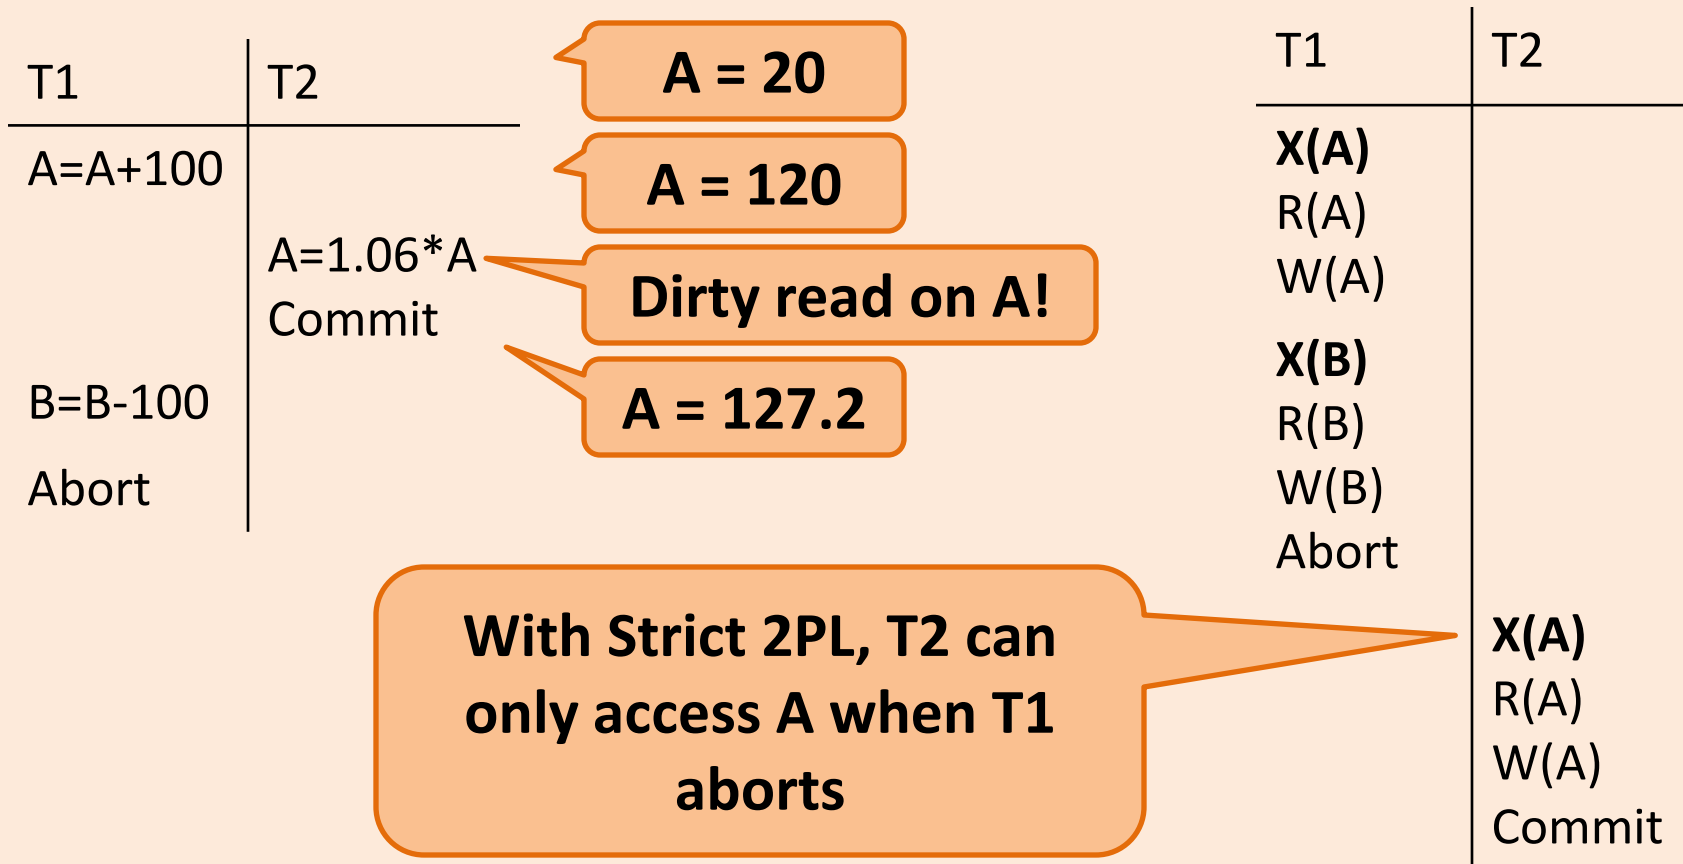 T1 T2
A=A+100
A=1.06*A
Commit
B=B-100
Abort
A = 20
A = 120
Dirty read on A!
A = 127.2
With Strict 2PL, T2 can
only access A when T1
aborts
T1 T2
X(A)
R(A)
W(A)
X(B)
R(B)
W(B)
Abort
X(A)
R(A)
W(A)
Commit